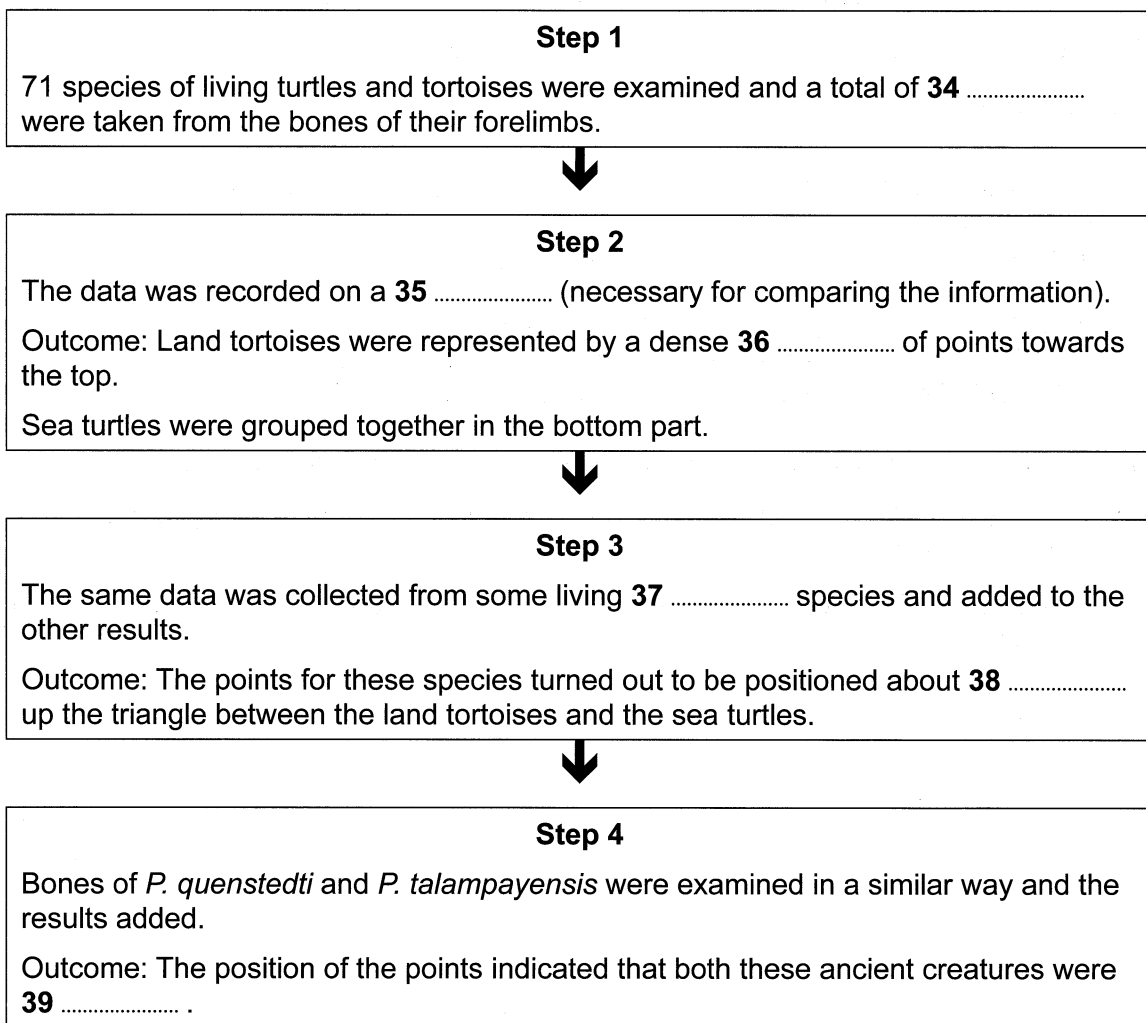 Step 1
71 species of living turtles and tortoises were examined and a total of 34 ......................
were taken from the bones of their forelimbs.
Step 2
The data was recorded on a 35 ...................... (necessary for comparing the information).
Outcome: Land tortoises were represented by a dense 36 ...................... of points towards
the top.
Sea turtles were grouped together in the bottom part.
Step 3
The same data was collected from some living 37 ...................... species and added to the
other results.
Outcome: The points for these species turned out to be positioned about 38 ......................
up the triangle between the land tortoises and the sea turtles.
Step 4
Bones of P. quenstedti and P. talampayensis were examined in a similar way and the
results added.
Outcome: The position of the points indicated that both these ancient creatures were
39 ...................... .